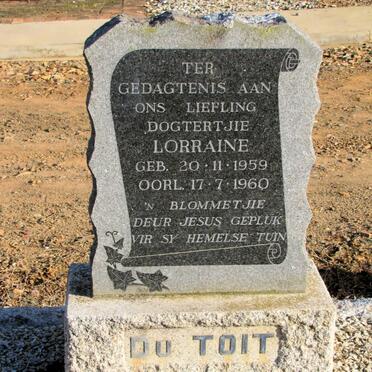 TER
GEDAGTENIS AAN
ONS LIEFLING
DOGTERTJIE
LORRAINE
GEB. 20·11·1959
OORL. 17·7·1960
'N BLOMMETJIE
DEUR JESUS GEPLUK
VIR SY HEMELSE TUIN
DU TOIT